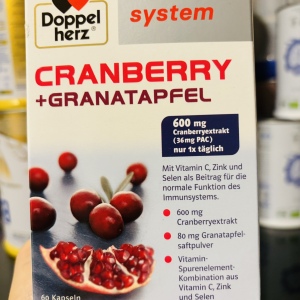 Doppel
herz®
system
CRANBERRY
+GRANATAPFEL
600 mg
Cranberryextrakt
(36mg PAC)
nur 1x täglich
Mit Vitamin C, Zink und
Selen als Beitrag für die
normale Funktion des
Immunsystems.
600 mg
Cranberryextrakt
80 mg Granatapfel-
saftpulver
Vitamin-
Spurenelement-
Kombination aus
Vitamin C, Zink
und Selen
60 Kapseln